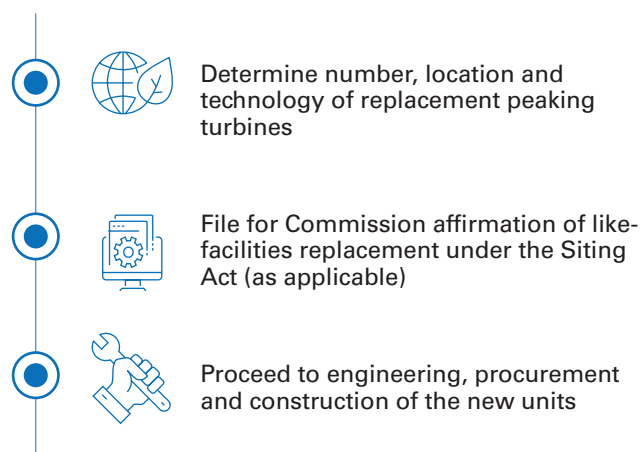 Determine number, location and
technology of replacement peaking
turbines
File for Commission affirmation of like-
facilities replacement under the Siting
Act (as applicable)
Proceed to engineering, procurement
and construction of the new units